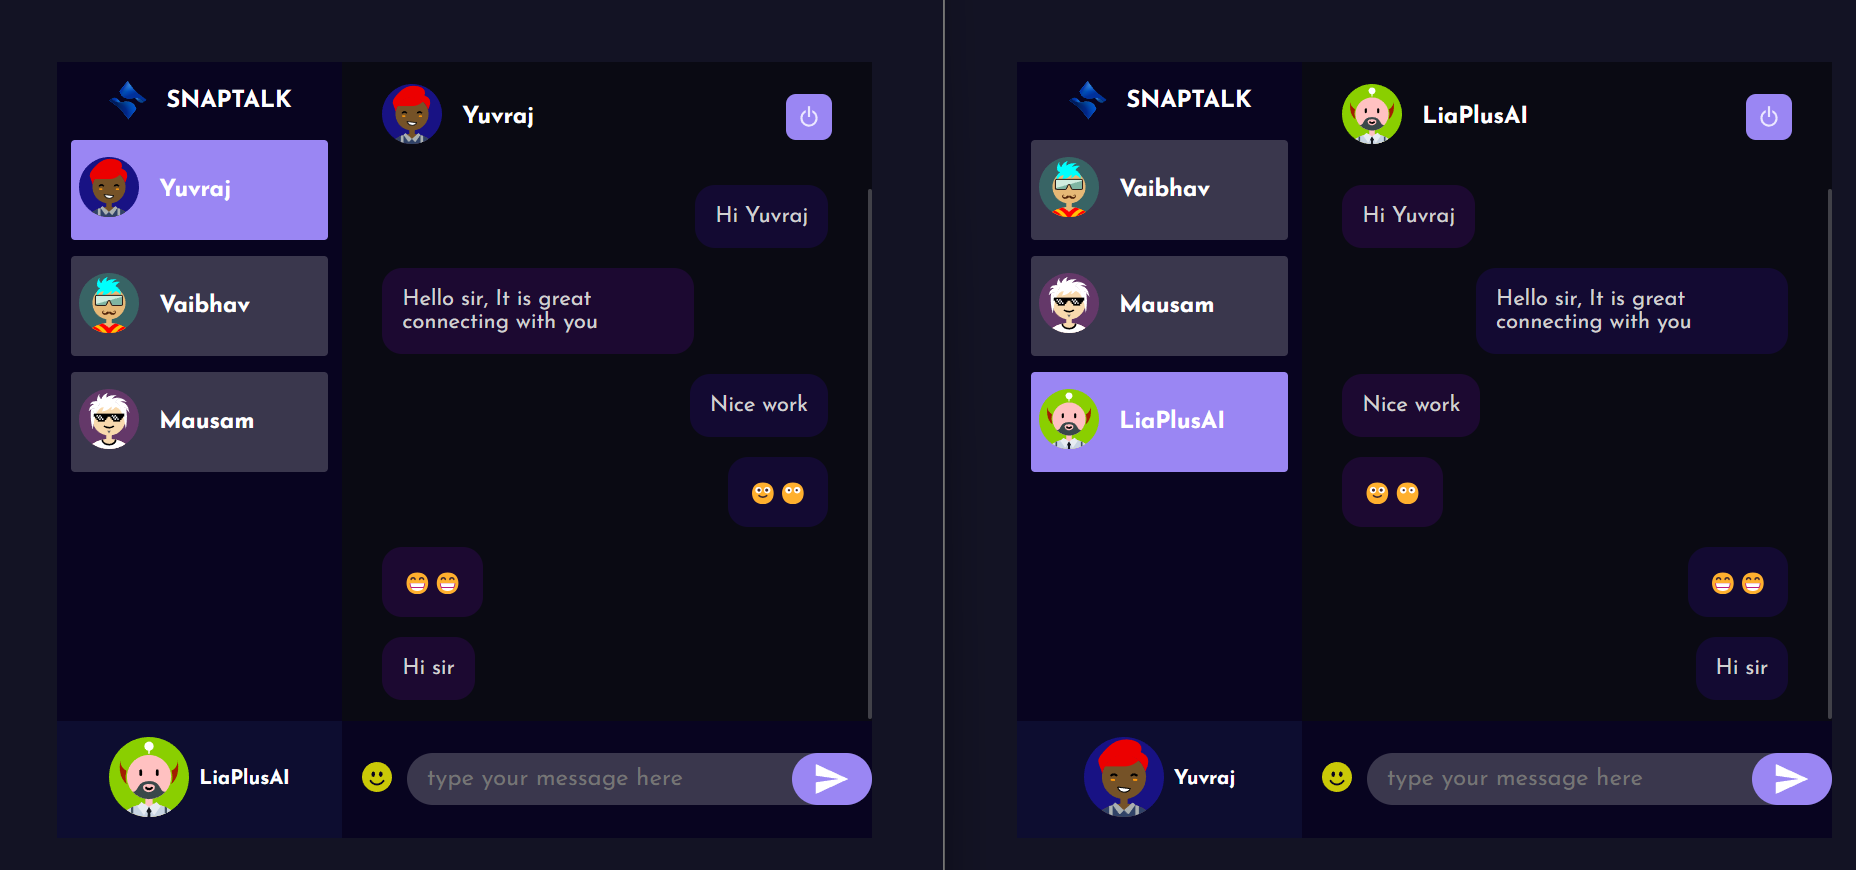 SNAPTALK
Yuvraj
Vaibhav
Mausam
LiaPlusAI
Yuvraj
Hi Yuvraj
Hello sir, It is great
connecting with you
Nice work
Hi sir
type your message here
SNAPTALK
Vaibhav
Mausam
LiaPlusAI
Yuvraj
LiaPlusAI
Hi Yuvraj
Hello sir, It is great
connecting with you
Nice work
Hi sir
type your message here